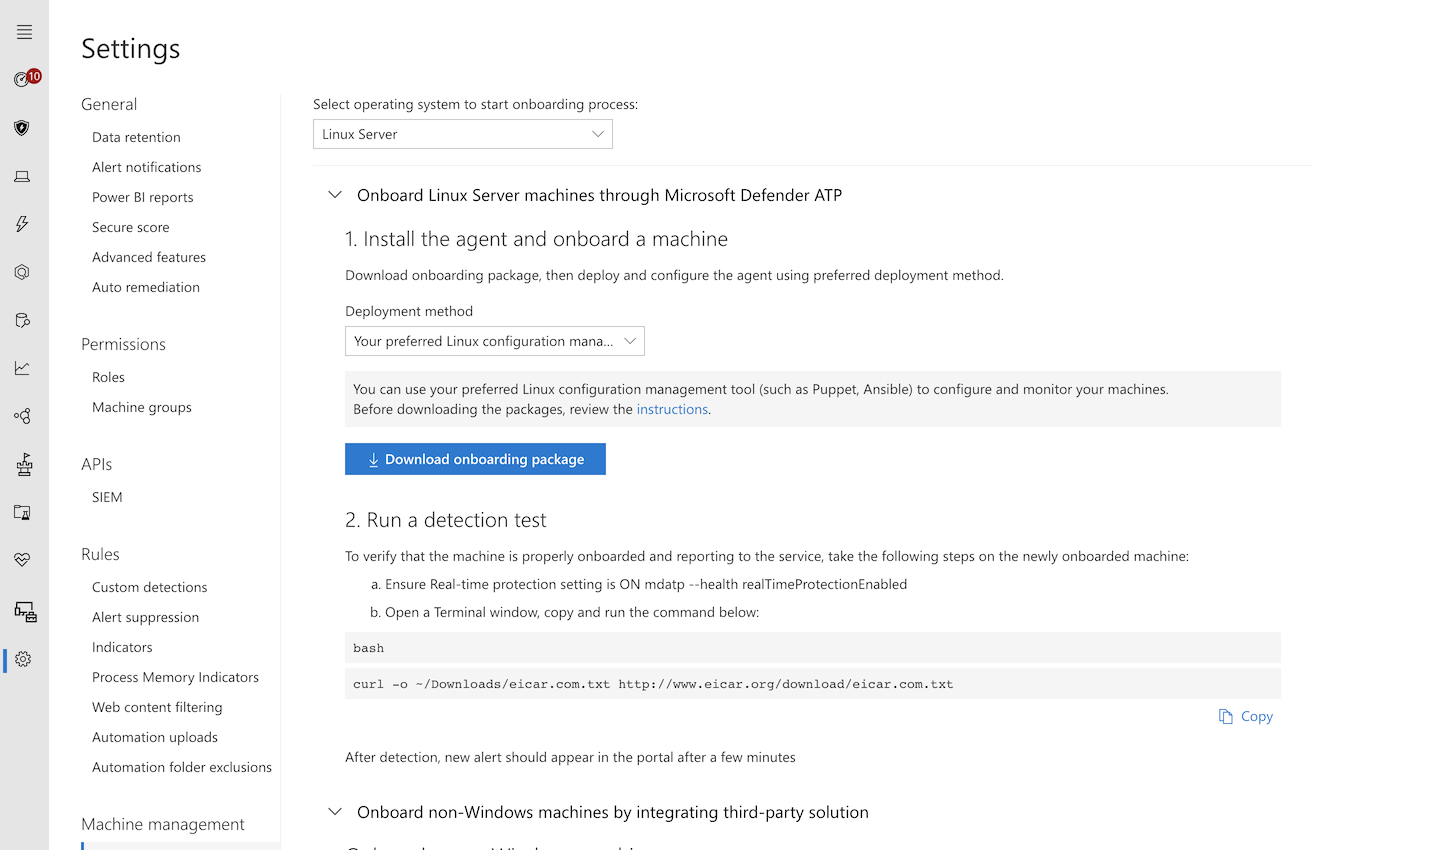 Settings
10
General
Data retention
Alert notifications
Power BI reports
Secure score
Advanced features
Auto remediation
Permissions
Roles
Machine groups
APIs
SIEM
Rules
Custom detections
Alert suppression
Indicators
Process Memory Indicators
Web content filtering
Automation uploads
Automation folder exclusions
Machine management
Select operating system to start onboarding process:
Linux Server
Onboard Linux Server machines through Microsoft Defender ATP
1. Install the agent and onboard a machine
Download onboarding package, then deploy and configure the agent using preferred deployment method.
Deployment method
Your preferred Linux configuration mana...
You can use your preferred Linux configuration management tool (such as Puppet, Ansible) to configure and monitor your machines.
Before downloading the packages, review the instructions.
Download onboarding package
2. Run a detection test
To verify that the machine is properly onboarded and reporting to the service, take the following steps on the newly onboarded machine:
a. Ensure Real-time protection setting is ON mdatp --health realTimeProtectionEnabled
b. Open a Terminal window, copy and run the command below:
bash
curl -o ~/Downloads/eicar.com.txt http://www.eicar.org/download/eicar.com.txt
Copy
After detection, new alert should appear in the portal after a few minutes
Onboard non-Windows machines by integrating third-party solution